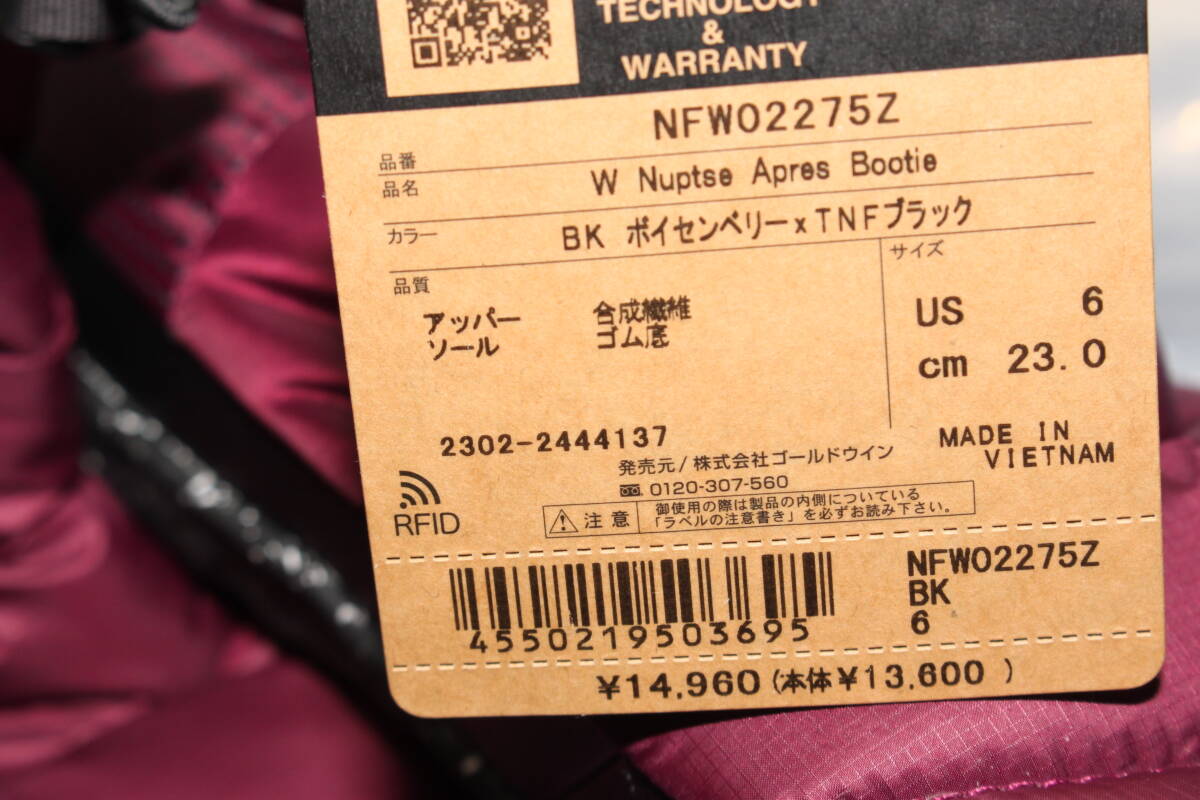 TECHNOLOGY
&
WARRANTY
品番 NFW02275Z
品名 W Nuptse Apres Bootie
カラー BK ボイセンベリーxTNFブラック
品質
アッパー 合成繊維
ソール ゴム底
サイズ
US 6
cm 23.0
2302-2444137
MADE IN
VIETNAM
発売元/株式会社ゴールドウイン
0120-307-560
RFID
注意
御使用の際は製品の内側についている
「ラベルの注意書き」を必ずお読み下さい。
4550219503695
NFW02275Z
BK
6
¥14,960(本体¥13,600 )